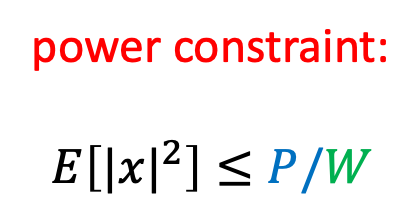 power constraint:
E[|x|²] ≤ P/W